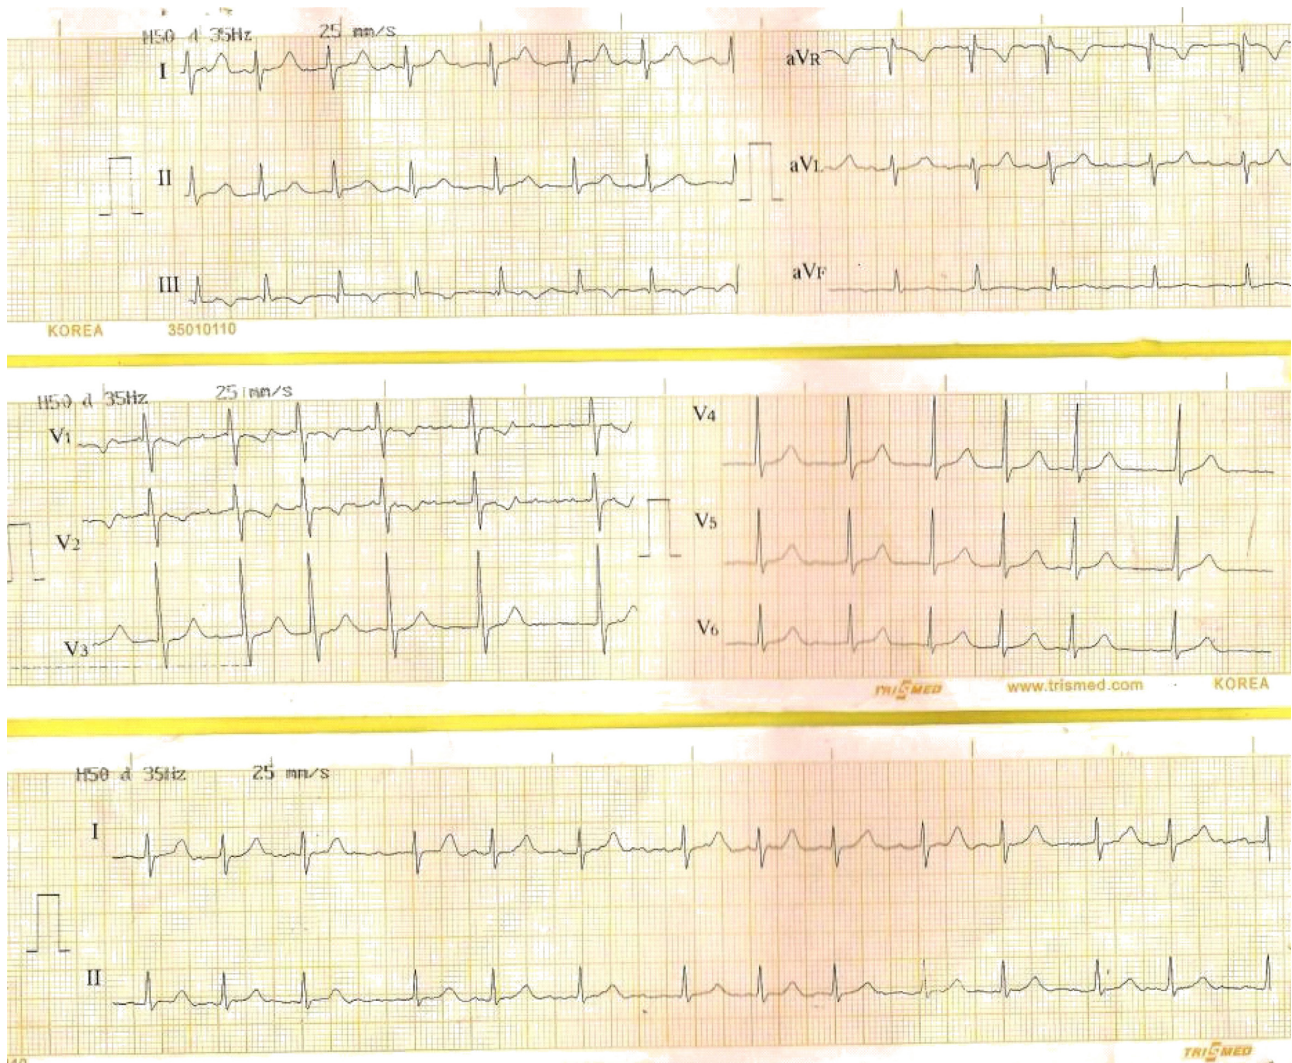 H50 d 35Hz 25 mm/s
I
aVR
II
aVL
III
aVF
KOREA 35010110
H50 d 35Hz 25 mm/s
V1
V4
V2
V5
V3
V6
TRISMED www.trismed.com KOREA
H50 d 35Hz 25 mm/s
I
II
TRISMED